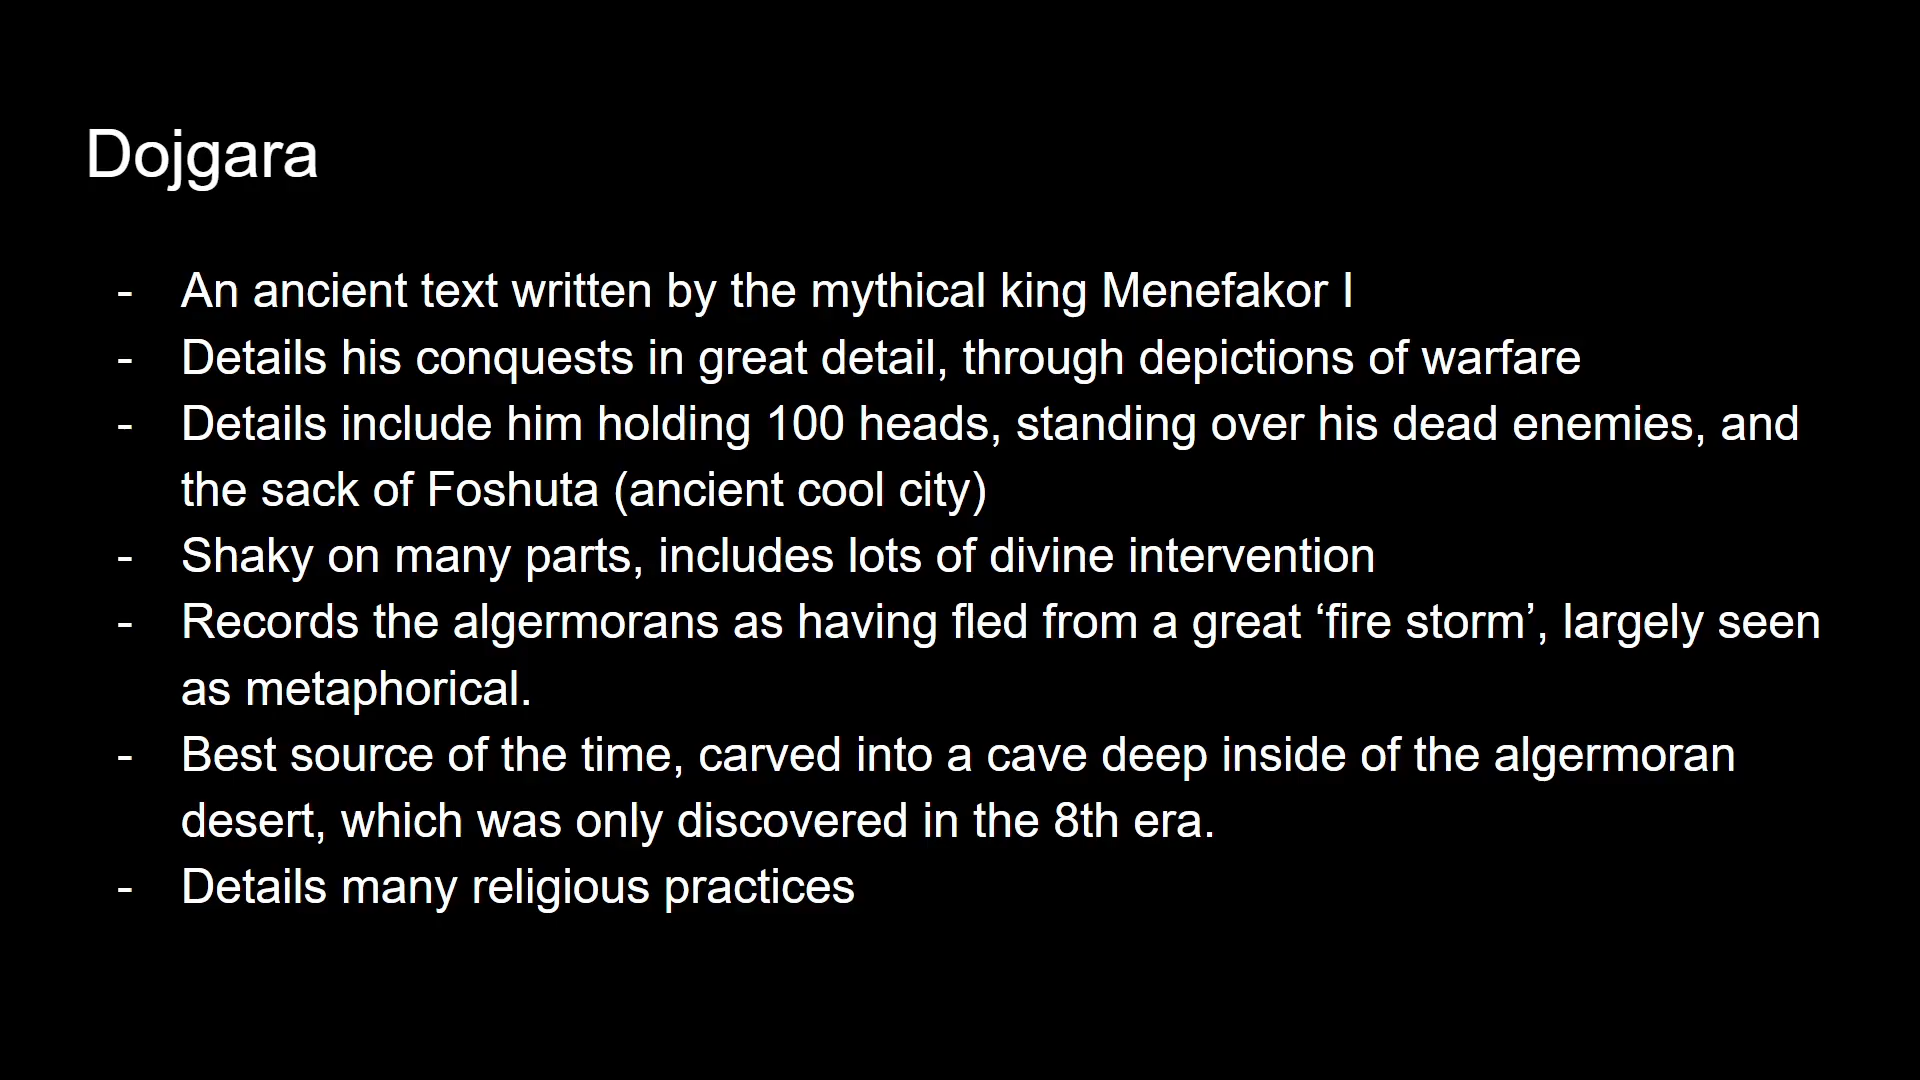 Dojgara
- An ancient text written by the mythical king Menefakor I
- Details his conquests in great detail, through depictions of warfare
- Details include him holding 100 heads, standing over his dead enemies, and
the sack of Foshuta (ancient cool city)
- Shaky on many parts, includes lots of divine intervention
- Records the algermorans as having fled from a great ‘fire storm’, largely seen
as metaphorical.
- Best source of the time, carved into a cave deep inside of the algermoran
desert, which was only discovered in the 8th era.
- Details many religious practices